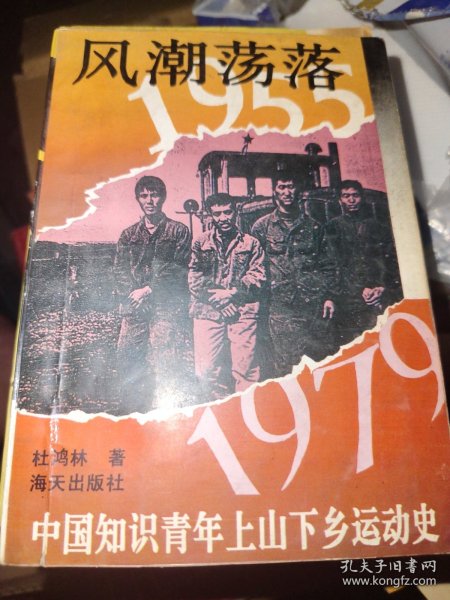 风潮荡落
1955
1979
杜鸿林 著
海天出版社
中国知识青年上山下乡运动史
孔夫子旧书网
www.kongfz.com